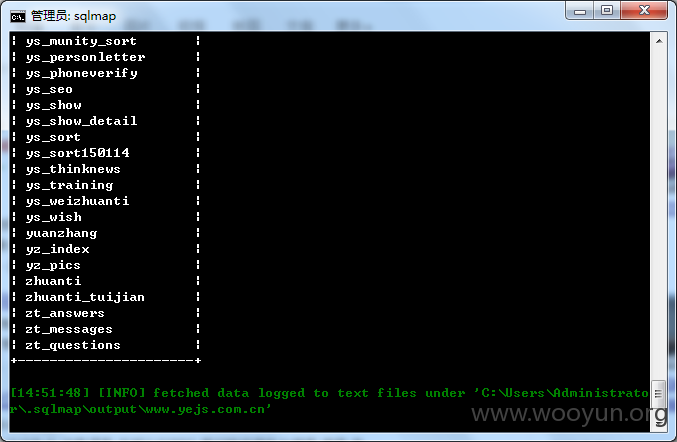 管理员: sqlmap
| ys_munity_sort |
| ys_personletter |
| ys_phoneverify |
| ys_seo |
| ys_show |
| ys_show_detail |
| ys_sort |
| ys_sort150114 |
| ys_thinknews |
| ys_training |
| ys_weizhuanti |
| ys_wish |
| yuanzhang |
| yz_index |
| yz_pics |
| zhuanti |
| zhuanti_tuijian |
| zt_answers |
| zt_messages |
| zt_questions |
+----------------------+
[14:51:48] [INFO] fetched data logged to text files under 'C:\Users\Administrato
r\.sqlmap\output\www.yejs.com.cn'
www.wooyun.org